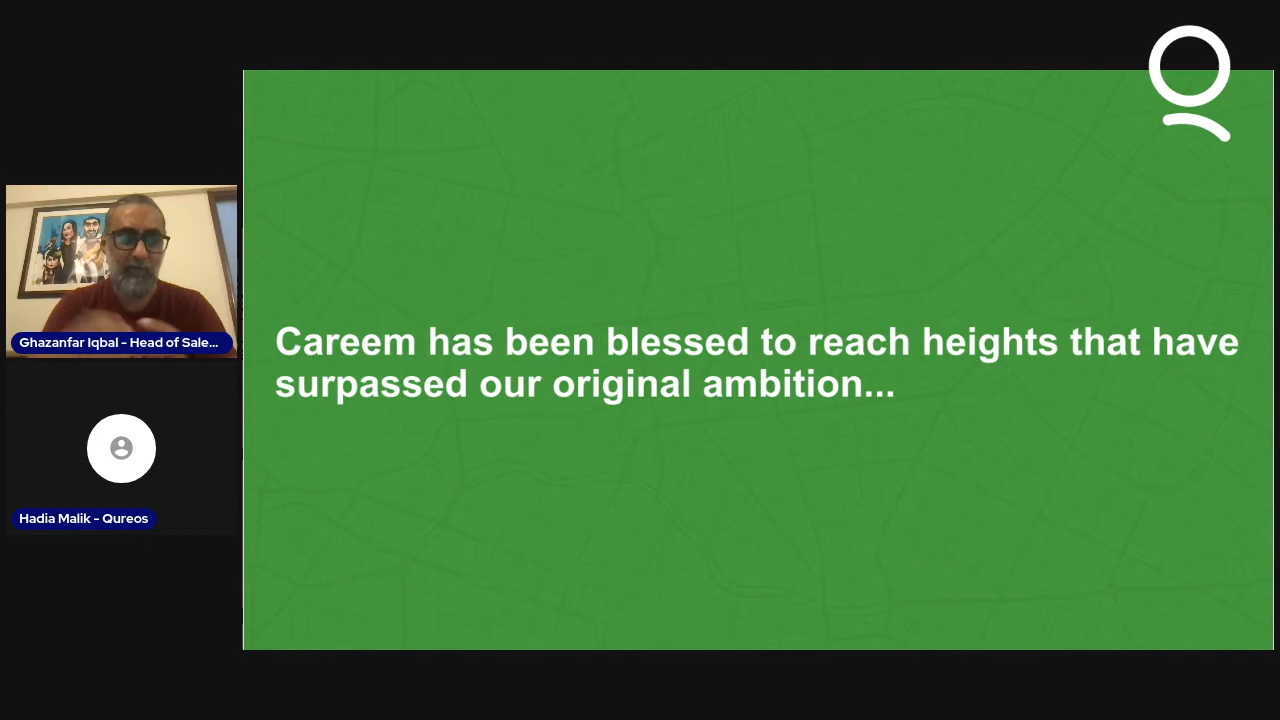 Careem has been blessed to reach heights that have
surpassed our original ambition...
Ghazanfar Iqbal - Head of Sale...
Hadia Malik - Qureos